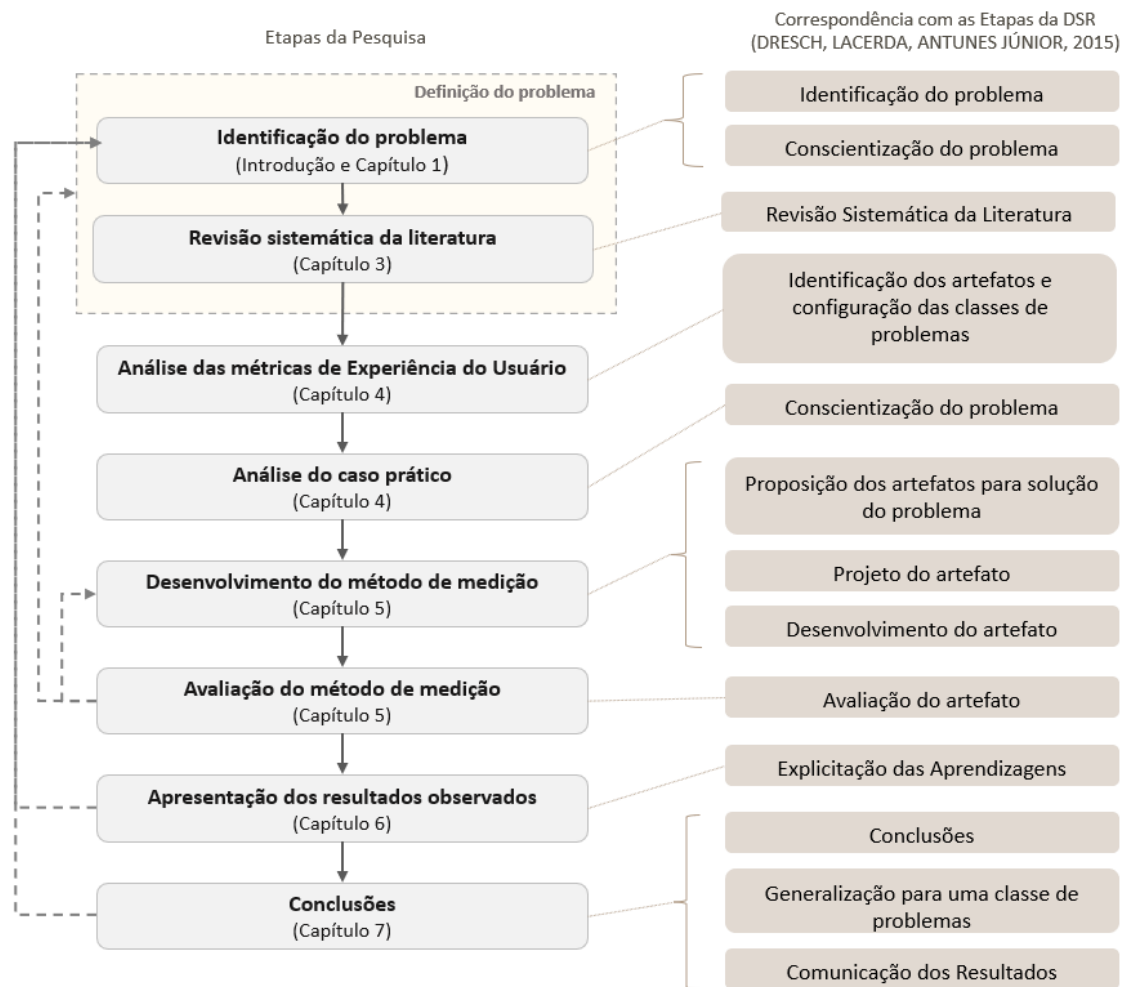 Etapas da Pesquisa
Correspondência com as Etapas da DSR
(DRESCH, LACERDA, ANTUNES JÚNIOR, 2015)
Definição do problema
Identificação do problema
(Introdução e Capítulo 1)
Revisão sistemática da literatura
(Capítulo 3)
Análise das métricas de Experiência do Usuário
(Capítulo 4)
Análise do caso prático
(Capítulo 4)
Desenvolvimento do método de medição
(Capítulo 5)
Avaliação do método de medição
(Capítulo 5)
Apresentação dos resultados observados
(Capítulo 6)
Conclusões
(Capítulo 7)
Identificação do problema
Conscientização do problema
Revisão Sistemática da Literatura
Identificação dos artefatos e
configuração das classes de
problemas
Conscientização do problema
Proposição dos artefatos para solução
do problema
Projeto do artefato
Desenvolvimento do artefato
Avaliação do artefato
Explicitação das Aprendizagens
Conclusões
Generalização para uma classe de
problemas
Comunicação dos Resultados